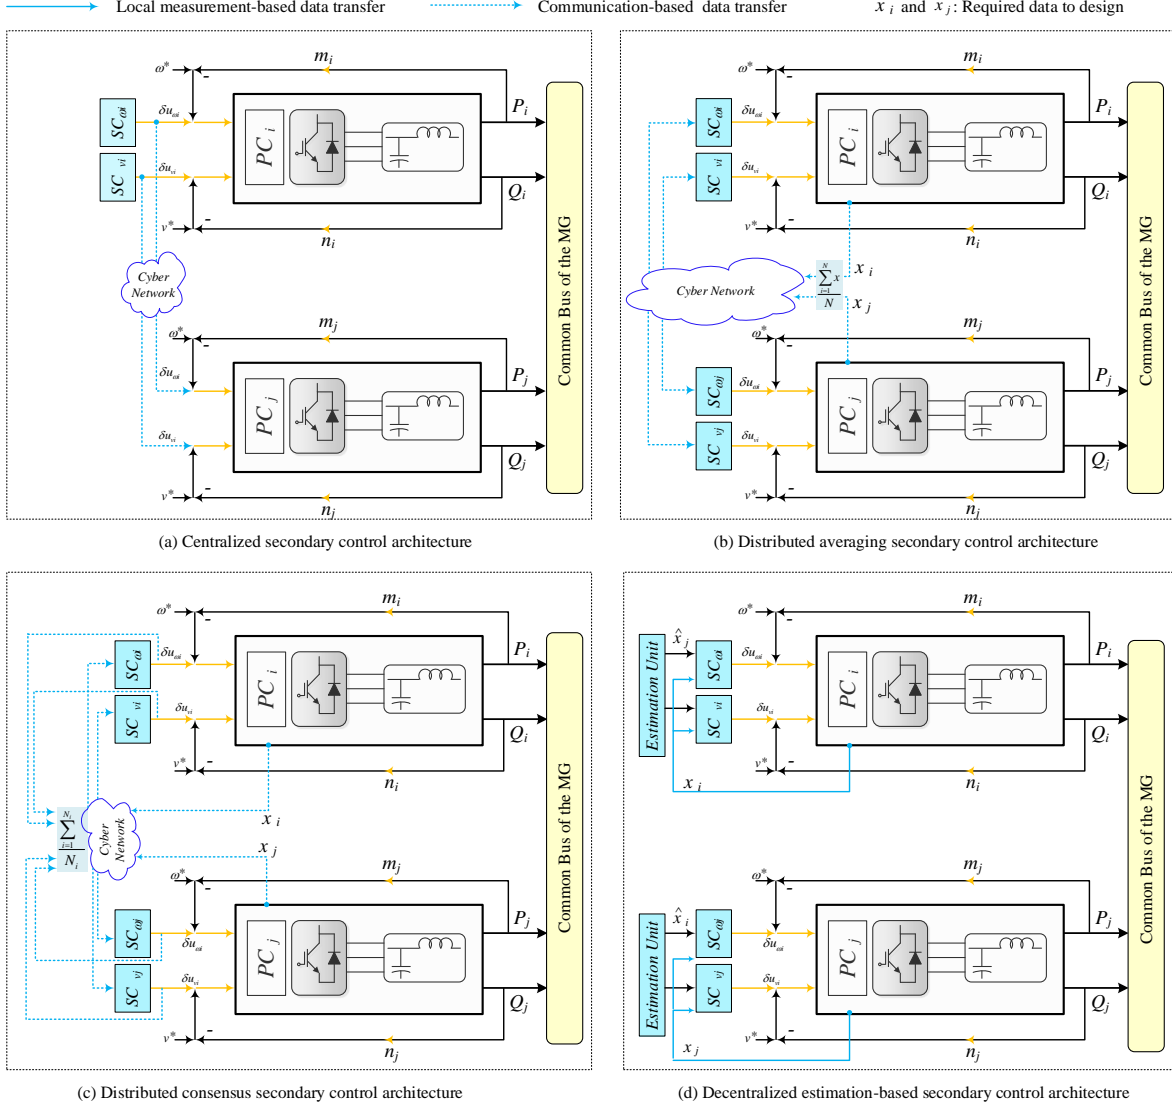 Local measurement-based data transfer
Communication-based data transfer
x i and x j : Required data to design
ω*
-
m i
SC ωi
δu ωi
PC i
P i
SC vi
δu vi
Q i
v*
-
n i
Cyber
Network
ω*
-
m j
δu ωi
PC j
P j
δu vi
Q j
v*
-
n j
Common Bus of the MG
(a) Centralized secondary control architecture
ω*
-
m i
SC ωi
δu ωi
PC i
P i
SC vi
δu vi
Q i
v*
-
n i
Cyber Network
N
∑ x
i=1
N
x i
x j
ω*
-
m j
SC ωj
δu ωi
PC j
P j
SC vj
δu vi
Q j
v*
-
n j
Common Bus of the MG
(b) Distributed averaging secondary control architecture
ω*
-
m i
SC ωi
δu ωi
PC i
P i
SC vi
δu vi
Q i
v*
-
n i
N i
∑
i=1
N i
Cyber
Network
x i
x j
ω*
-
m j
SC ωj
δu ωi
PC j
P j
SC vj
δu vi
Q j
v*
-
n j
Common Bus of the MG
(c) Distributed consensus secondary control architecture
ω*
-
m i
Estimation Unit
x̂ j
SC ωi
δu ωi
PC i
P i
SC vi
δu vi
Q i
v*
-
n i
x i
ω*
-
m j
Estimation Unit
x̂ i
SC ωj
δu ωi
PC j
P j
SC vj
δu vi
Q j
v*
-
n j
x j
Common Bus of the MG
(d) Decentralized estimation-based secondary control architecture